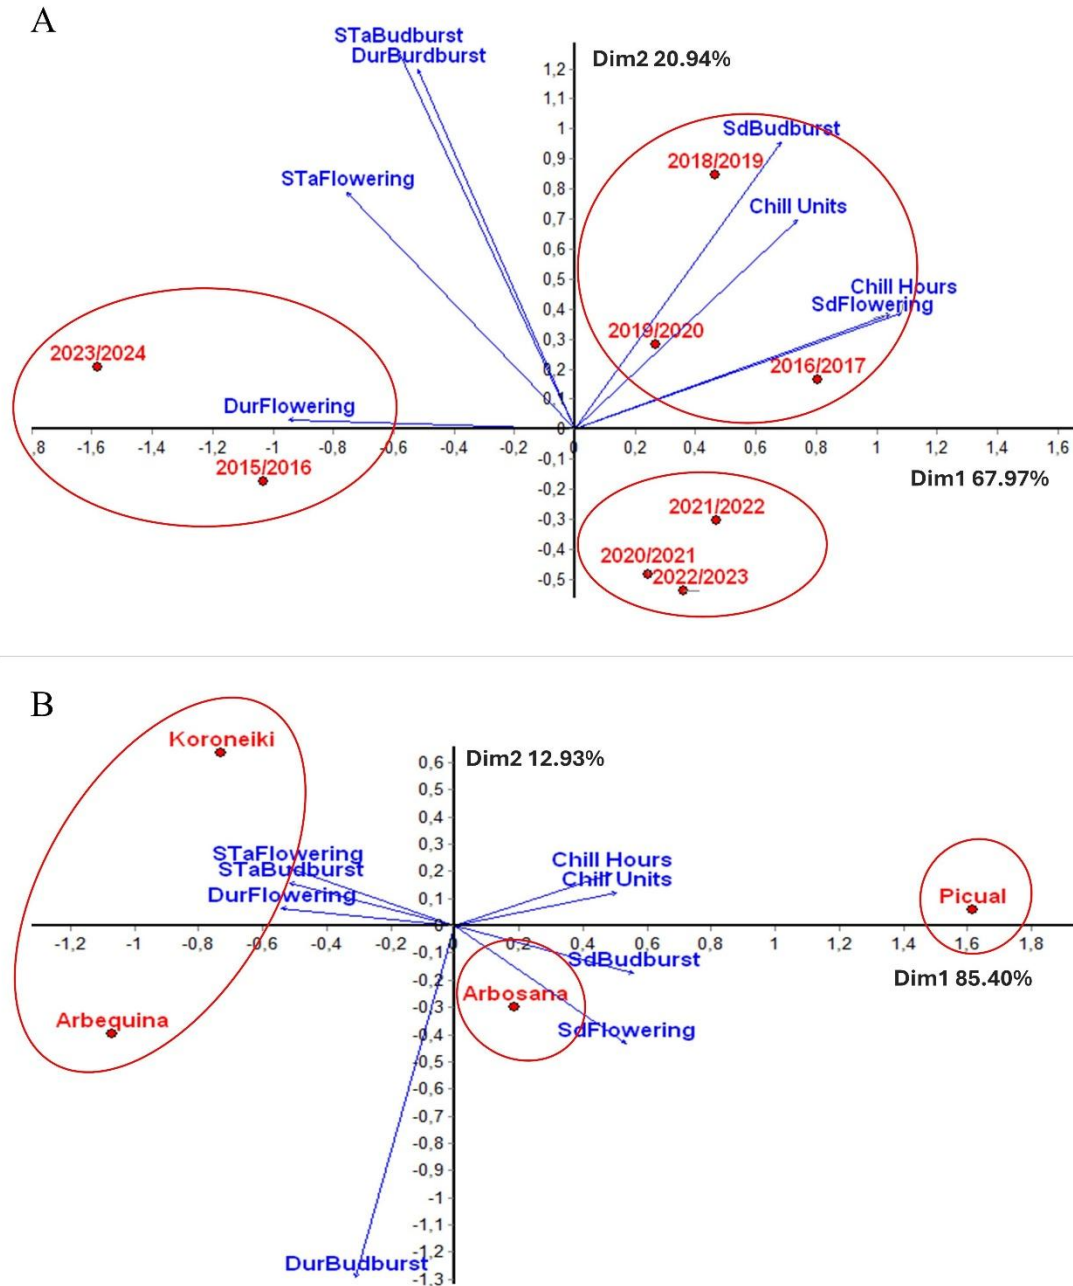 A
STaBudburst
DurBurdburst
Dim2 20.94%
1,2
1,1
1
SdBudburst
0,9
2018/2019
0,8
STaFlowering
0,7
Chill Units
0,6
0,5
Chill Hours
0,4
SdFlowering
0,3
2019/2020
2023/2024
0,2
2016/2017
0,1
DurFlowering
0
,8 -1,6 -1,4 -1,2 -1 -0,8 -0,6 -0,4 -0,2 0 0,2 0,4 0,6 0,8 1 1,2 1,4 1,6
-0,1
2015/2016
Dim1 67.97%
-0,2
2021/2022
-0,3
-0,4
2020/2021
-0,5
2022/2023
B
Koroneiki
Dim2 12.93%
0,6
0,5
0,4
0,3
STaFlowering
Chill Hours
0,2
STaBudburst
Chill Units
0,1
DurFlowering
Picual
0
-1,2 -1 -0,8 -0,6 -0,4 -0,2 0 0,2 0,4 0,6 0,8 1 1,2 1,4 1,6 1,8
-0,1
SdBudburst
Dim1 85.40%
-0,2
Arbosana
-0,3
Arbequina
-0,4
SdFlowering
-0,5
-0,6
-0,7
-0,8
-0,9
-1
-1,1
-1,2
DurBudburst
-1,3